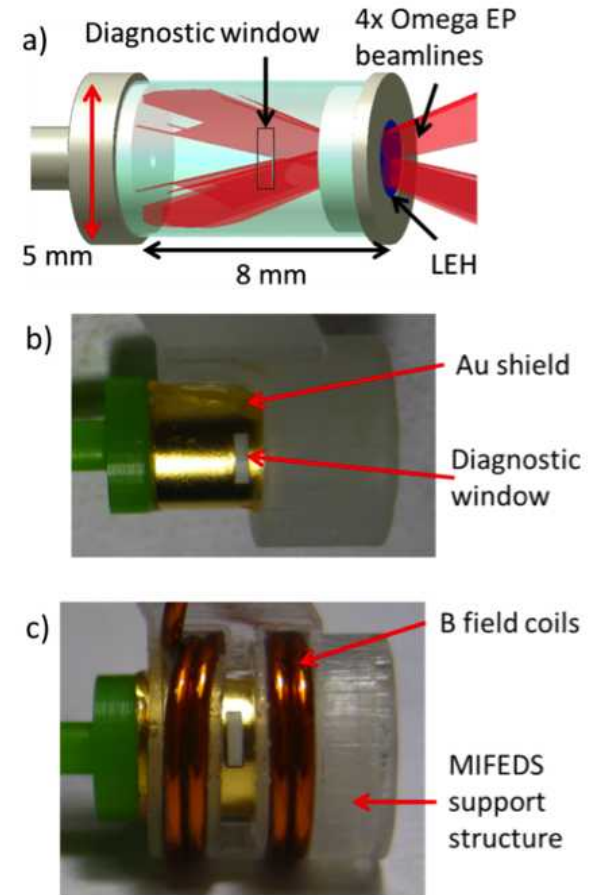 a)
Diagnostic window
4x Omega EP
beamlines
5 mm
8 mm
LEH
b)
Au shield
Diagnostic
window
c)
B field coils
MIFEDS
support
structure